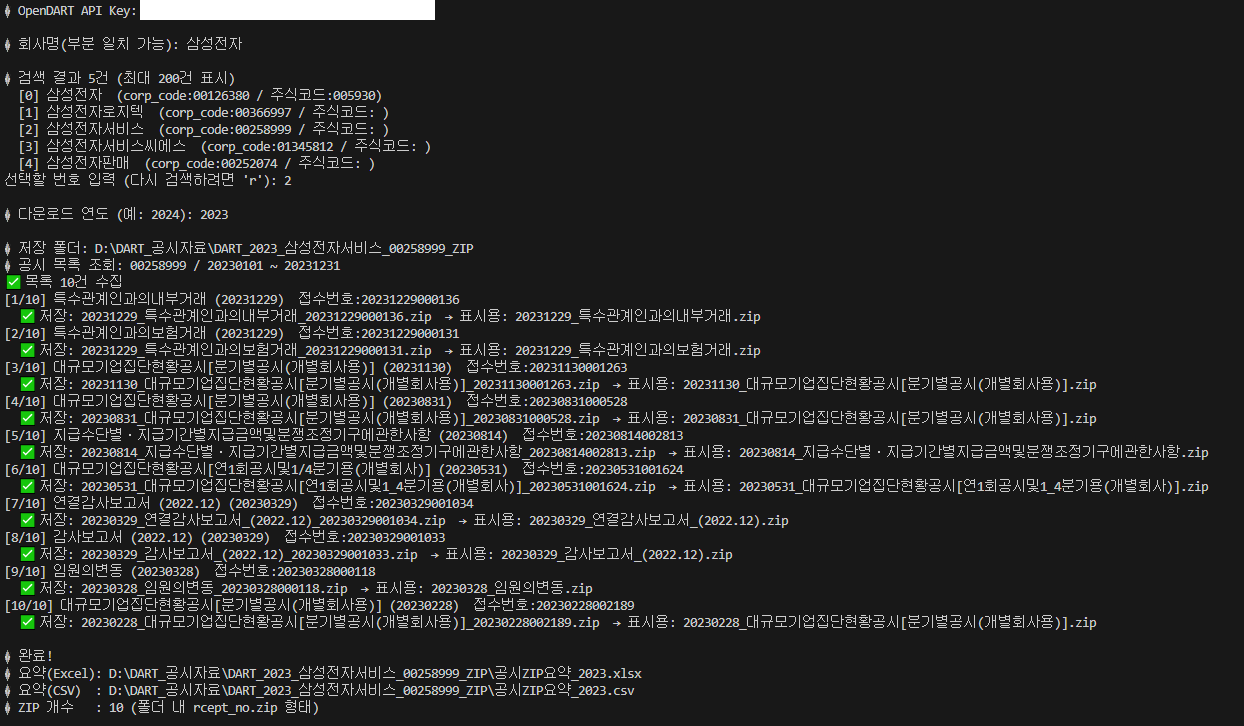 OpenDART API Key:
회사명(부분 일치 가능): 삼성전자
검색 결과 5건 (최대 200건 표시)
[0] 삼성전자  (corp_code:00126380 / 주식코드:005930)
[1] 삼성전자로지텍  (corp_code:00366997 / 주식코드: )
[2] 삼성전자서비스  (corp_code:00258999 / 주식코드: )
[3] 삼성전자서비스씨에스  (corp_code:01345812 / 주식코드: )
[4] 삼성전자판매  (corp_code:00252074 / 주식코드: )
선택할 번호 입력 (다시 검색하려면 'r'): 2
다운로드 연도 (예: 2024): 2023
저장 폴더: D:\DART_공시자료\DART_2023_삼성전자서비스_00258999_ZIP
공시 목록 조회: 00258999 / 20230101 ~ 20231231
✅ 목록 10건 수집
[1/10] 특수관계인과의내부거래 (20231229)  접수번호:20231229000136
✅ 저장: 20231229_특수관계인과의내부거래_20231229000136.zip  → 표시용: 20231229_특수관계인과의내부거래.zip
[2/10] 특수관계인과의보험거래 (20231229)  접수번호:20231229000131
✅ 저장: 20231229_특수관계인과의보험거래_20231229000131.zip  → 표시용: 20231229_특수관계인과의보험거래.zip
[3/10] 대규모기업집단현황공시[분기별공시(개별회사용)] (20231130)  접수번호:20231130001263
✅ 저장: 20231130_대규모기업집단현황공시[분기별공시(개별회사용)]_20231130001263.zip  → 표시용: 20231130_대규모기업집단현황공시[분기별공시(개별회사용)].zip
[4/10] 대규모기업집단현황공시[분기별공시(개별회사용)] (20230831)  접수번호:20230831000528
✅ 저장: 20230831_대규모기업집단현황공시[분기별공시(개별회사용)]_20230831000528.zip  → 표시용: 20230831_대규모기업집단현황공시[분기별공시(개별회사용)].zip
[5/10] 지급수단별·지급기간별지급금액및분쟁조정기구에관한사항 (20230814)  접수번호:20230814002813
✅ 저장: 20230814_지급수단별·지급기간별지급금액및분쟁조정기구에관한사항_20230814002813.zip  → 표시용: 20230814_지급수단별·지급기간별지급금액및분쟁조정기구에관한사항.zip
[6/10] 대규모기업집단현황공시[연1회공시및1/4분기용(개별회사)] (20230531)  접수번호:20230531001624
✅ 저장: 20230531_대규모기업집단현황공시[연1회공시및1_4분기용(개별회사)]_20230531001624.zip  → 표시용: 20230531_대규모기업집단현황공시[연1회공시및1_4분기용(개별회사)].zip
[7/10] 연결감사보고서 (2022.12) (20230329)  접수번호:20230329001034
✅ 저장: 20230329_연결감사보고서_(2022.12)_20230329001034.zip  → 표시용: 20230329_연결감사보고서_(2022.12).zip
[8/10] 감사보고서 (2022.12) (20230329)  접수번호:20230329001033
✅ 저장: 20230329_감사보고서_(2022.12)_20230329001033.zip  → 표시용: 20230329_감사보고서_(2022.12).zip
[9/10] 임원의변동 (20230328)  접수번호:20230328000118
✅ 저장: 20230328_임원의변동_20230328000118.zip  → 표시용: 20230328_임원의변동.zip
[10/10] 대규모기업집단현황공시[분기별공시(개별회사용)] (20230228)  접수번호:20230228002189
✅ 저장: 20230228_대규모기업집단현황공시[분기별공시(개별회사용)]_20230228002189.zip  → 표시용: 20230228_대규모기업집단현황공시[분기별공시(개별회사용)].zip
완료!
요약(Excel): D:\DART_공시자료\DART_2023_삼성전자서비스_00258999_ZIP\공시ZIP요약_2023.xlsx
요약(CSV)  : D:\DART_공시자료\DART_2023_삼성전자서비스_00258999_ZIP\공시ZIP요약_2023.csv
ZIP 개수   : 10 (폴더 내 rcept_no.zip 형태)